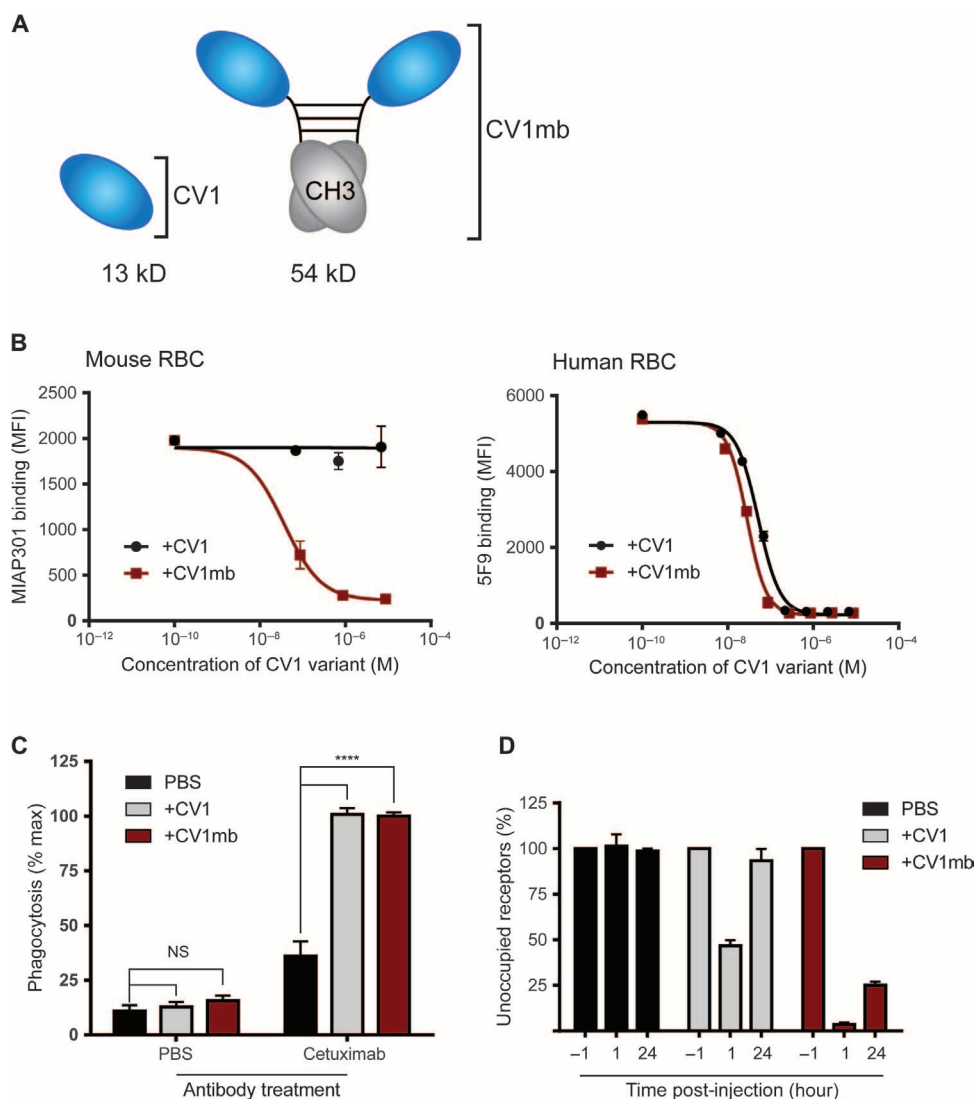 A
CV1
CV1mb
CH3
13 kD
54 kD
B
Mouse RBC
MIAP301 binding (MFI)
2500
2000
1500
1000
500
0
+CV1
+CV1mb
10⁻¹² 10⁻¹⁰ 10⁻⁸ 10⁻⁶ 10⁻⁴
Concentration of CV1 variant (M)
Human RBC
5F9 binding (MFI)
6000
4000
2000
0
+CV1
+CV1mb
10⁻¹² 10⁻¹⁰ 10⁻⁸ 10⁻⁶ 10⁻⁴
Concentration of CV1 variant (M)
C
Phagocytosis (% max)
125
100
75
50
25
0
PBS
+CV1
+CV1mb
NS
****
PBS Cetuximab
Antibody treatment
D
Unoccupied receptors (%)
125
100
75
50
25
0
PBS
+CV1
+CV1mb
–1 1 24 –1 1 24 –1 1 24
Time post-injection (hour)